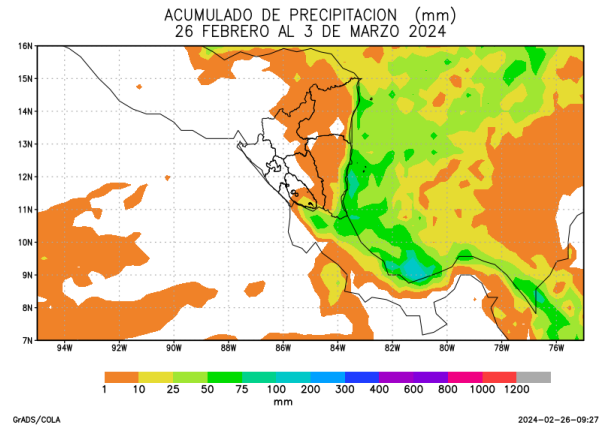 ACUMULADO DE PRECIPITACION (mm)
26 FEBRERO AL 3 DE MARZO 2024
16N
15N
14N
13N
12N
11N
10N
9N
8N
7N
94W 92W 90W 88W 86W 84W 82W 80W 78W 76W
1 10 25 50 75 100 200 300 400 600 800 1000 1200
mm
GrADS/COLA 2024-02-26-09:27